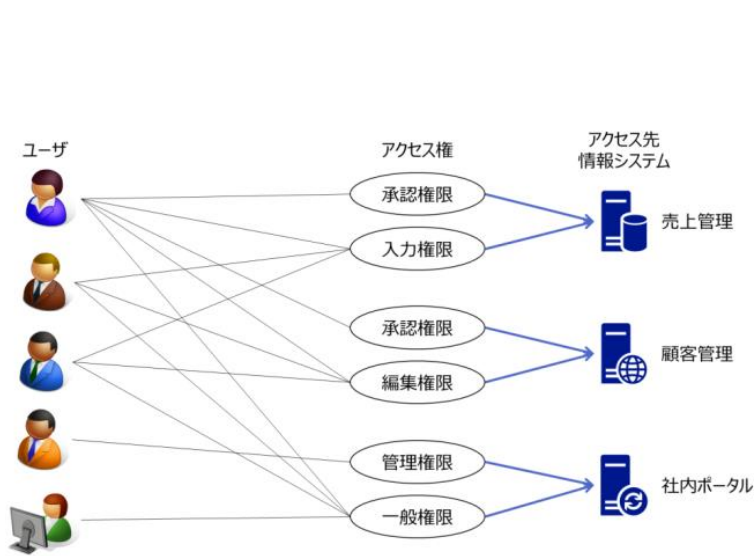 ユーザ
アクセス権
アクセス先
情報システム
承認権限
入力権限
売上管理
承認権限
編集権限
顧客管理
管理権限
一般権限
社内ポータル